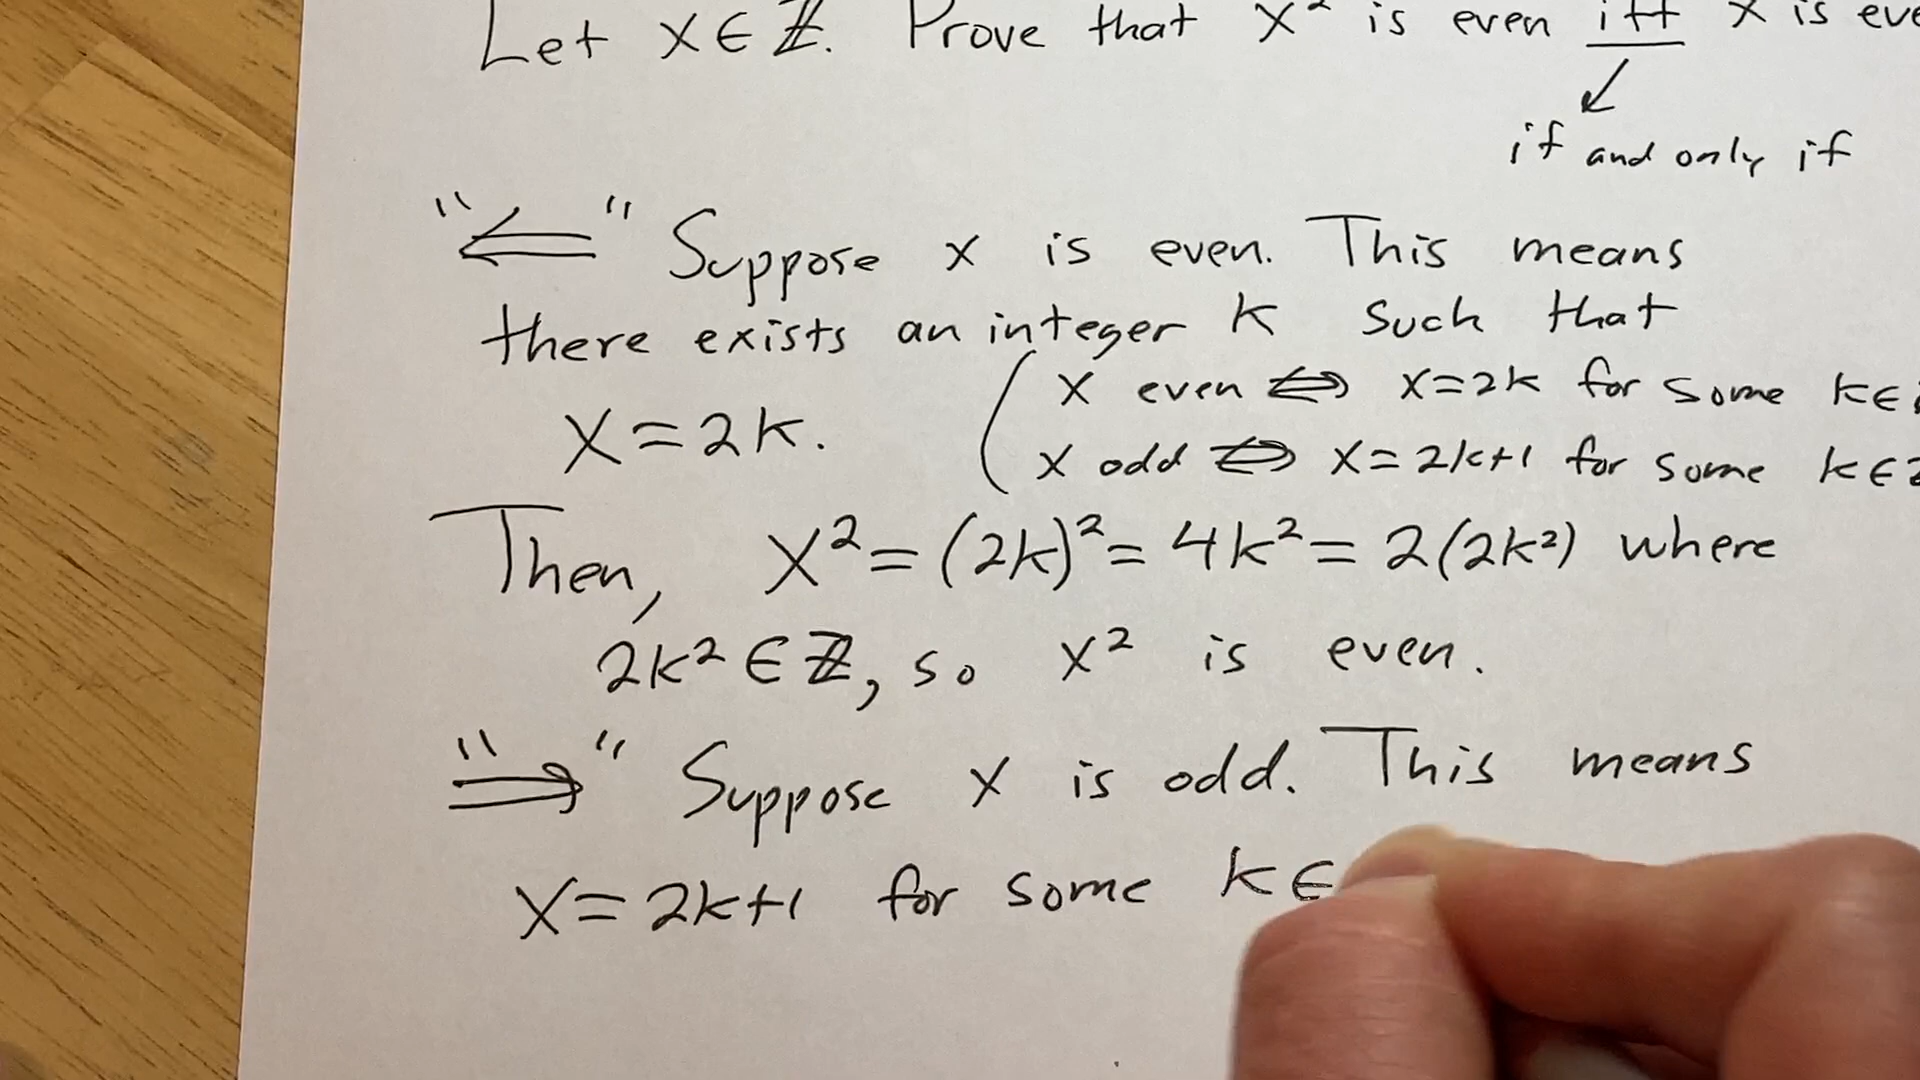 Let x ∈ ℤ. Prove that x² is even iff x is eve
↙
if and only if
"⇐" Suppose x is even. This means
there exists an integer k such that
x = 2k.
( x even ⇔ x = 2k for some k ∈
x odd ⇔ x = 2k+1 for some k ∈ ℤ
Then, x² = (2k)² = 4k² = 2(2k²) where
2k² ∈ ℤ, so x² is even.
"⇒" Suppose x is odd. This means
x = 2k+1 for some k ∈